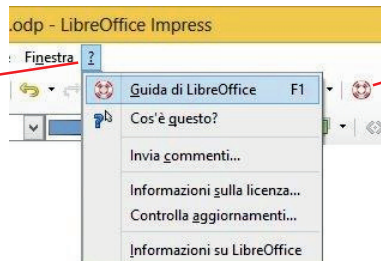 .odp - LibreOffice Impress
Finestra ?
Guida di LibreOffice F1
Cos'è questo?
Invia commenti...
Informazioni sulla licenza...
Controlla aggiornamenti...
Informazioni su LibreOffice